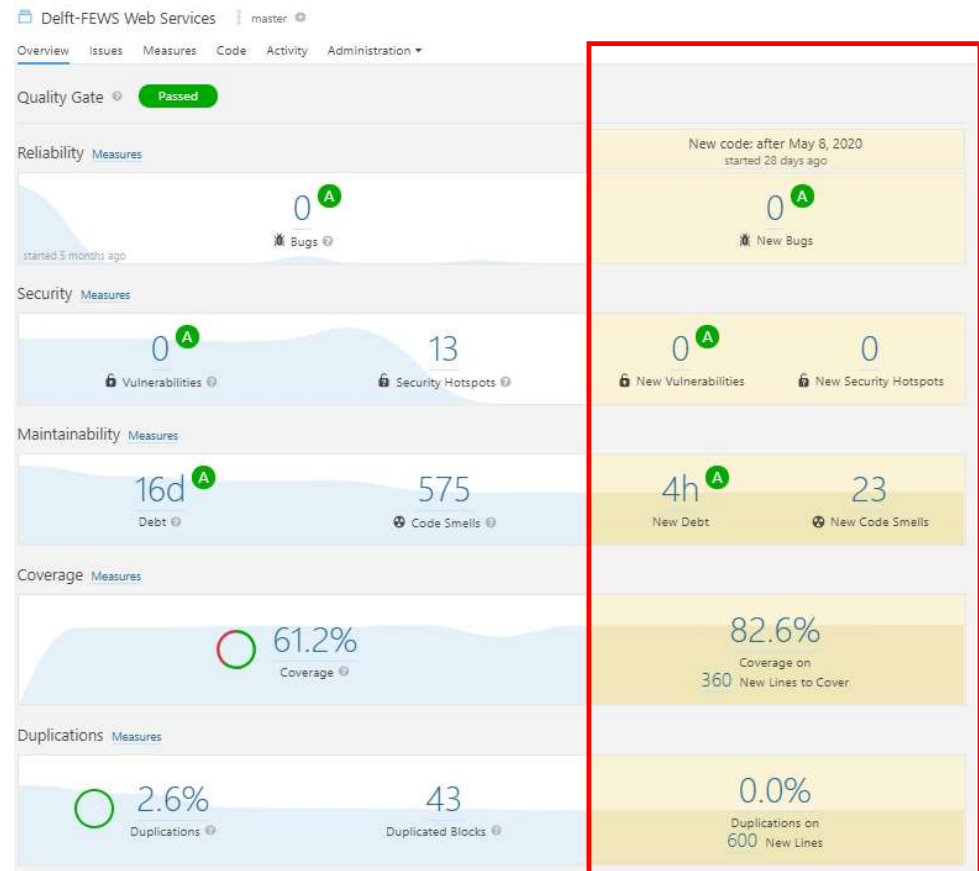 Delft-FEWS Web Services master
Overview Issues Measures Code Activity Administration
Quality Gate Passed
Reliability Measures
New code: after May 8, 2020
started 28 days ago
0 A
Bugs
started 5 months ago
0 A
New Bugs
Security Measures
0 A
Vulnerabilities
13
Security Hotspots
0 A
New Vulnerabilities
0
New Security Hotspots
Maintainability Measures
16d A
Debt
575
Code Smells
4h A
New Debt
23
New Code Smells
Coverage Measures
61.2%
Coverage
82.6%
Coverage on
360 New Lines to Cover
Duplications Measures
2.6%
Duplications
43
Duplicated Blocks
0.0%
Duplications on
600 New Lines